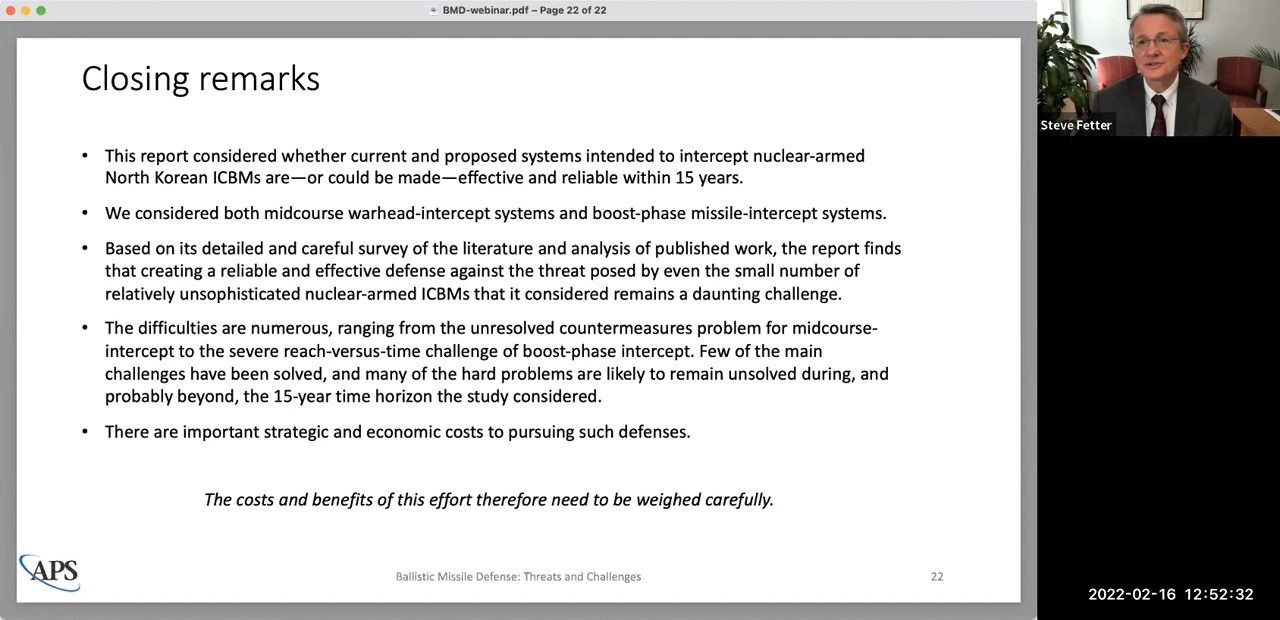 BMD-webinar.pdf – Page 22 of 22
Closing remarks
• This report considered whether current and proposed systems intended to intercept nuclear-armed
North Korean ICBMs are—or could be made—effective and reliable within 15 years.
• We considered both midcourse warhead-intercept systems and boost-phase missile-intercept systems.
• Based on its detailed and careful survey of the literature and analysis of published work, the report finds
that creating a reliable and effective defense against the threat posed by even the small number of
relatively unsophisticated nuclear-armed ICBMs that it considered remains a daunting challenge.
• The difficulties are numerous, ranging from the unresolved countermeasures problem for midcourse-
intercept to the severe reach-versus-time challenge of boost-phase intercept. Few of the main
challenges have been solved, and many of the hard problems are likely to remain unsolved during, and
probably beyond, the 15-year time horizon the study considered.
• There are important strategic and economic costs to pursuing such defenses.
The costs and benefits of this effort therefore need to be weighed carefully.
APS
Ballistic Missile Defense: Threats and Challenges
22
Steve Fetter
2022-02-16 12:52:32